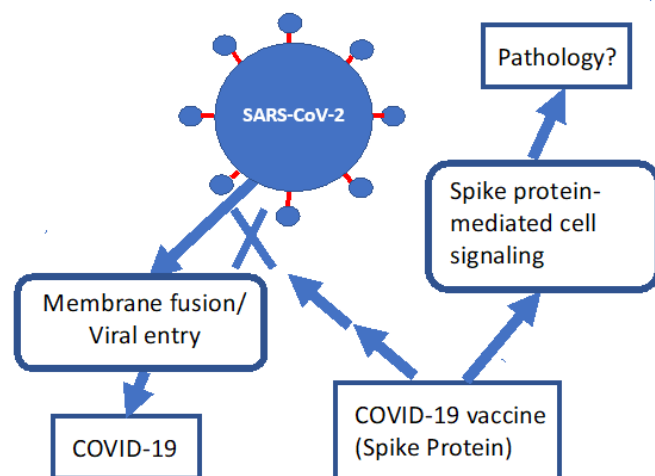 Pathology?
SARS-CoV-2
Spike protein-
mediated cell
signaling
Membrane fusion/
Viral entry
COVID-19 vaccine
(Spike Protein)
COVID-19